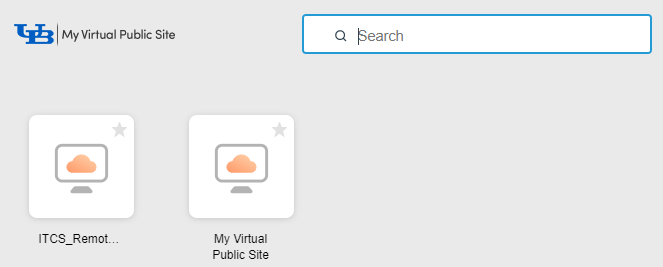 UB My Virtual Public Site
Search
ITCS_Remot...
My Virtual
Public Site